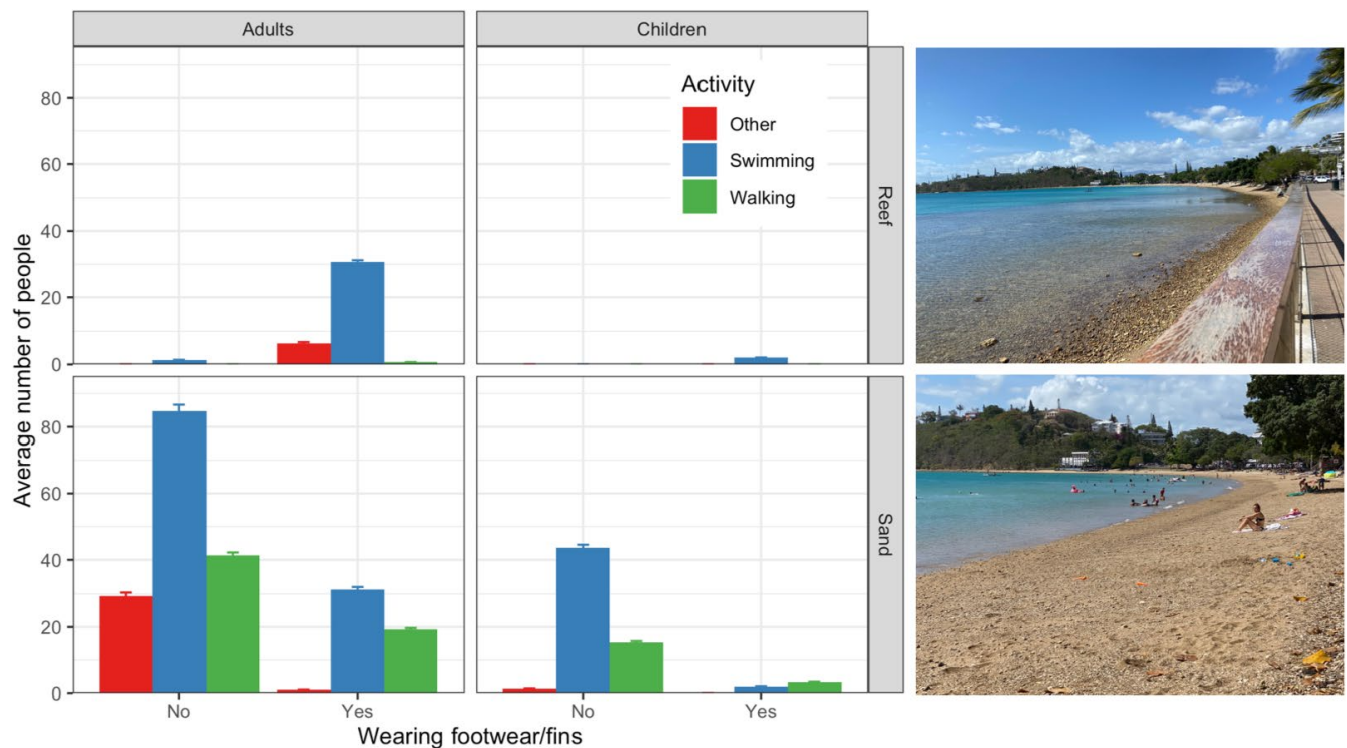 Adults
Children
Activity
Other
Swimming
Walking
80
60
40
20
0
Reef
Average number of people
80
60
40
20
0
Sand
No
Yes
No
Yes
Wearing footwear/fins